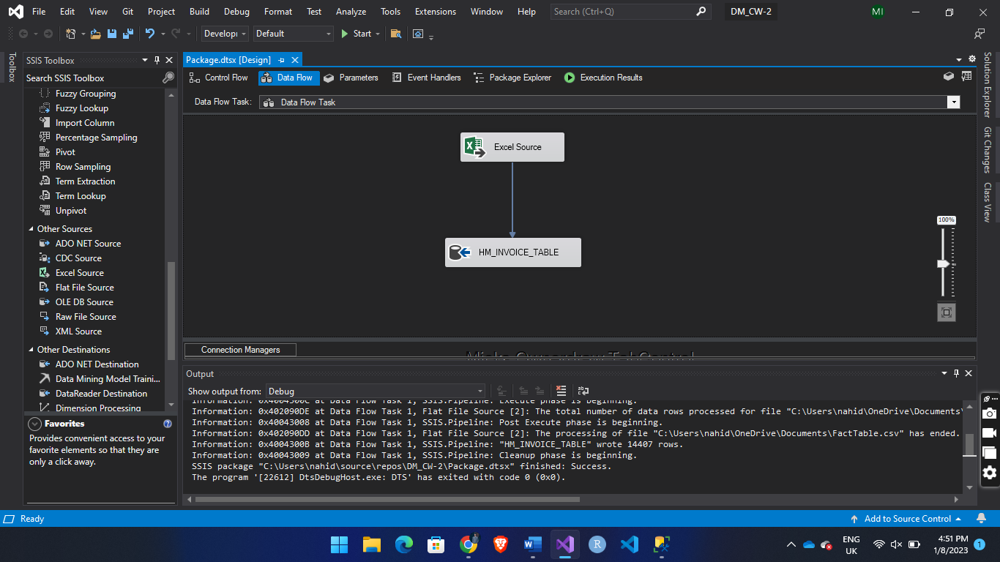 File Edit View Git Project Build Debug Format Test Analyze Tools Extensions Window Help Search (Ctrl+Q) DM_CW-2 MI
Develop Default Start
Toolbox
SSIS Toolbox
Search SSIS Toolbox
Fuzzy Grouping
Fuzzy Lookup
Import Column
Percentage Sampling
Pivot
Row Sampling
Term Extraction
Term Lookup
Unpivot
Other Sources
ADO NET Source
CDC Source
Excel Source
Flat File Source
OLE DB Source
Raw File Source
XML Source
Other Destinations
ADO NET Destination
Data Mining Model Traini...
DataReader Destination
Dimension Processing
Favorites
Provides convenient access to your
favorite elements so that they are
only a click away.
Package.dtsx [Design]
Control Flow Data Flow Parameters Event Handlers Package Explorer Execution Results
Data Flow Task: Data Flow Task
Excel Source
HM_INVOICE_TABLE
100%
Connection Managers
Output
Show output from: Debug
Information: 0x4004300C at Data Flow Task 1, SSIS.Pipeline: Execute phase is beginning.
Information: 0x402090DE at Data Flow Task 1, Flat File Source [2]: The total number of data rows processed for file "C:\Users\nahid\OneDrive\Documents\
Information: 0x40043008 at Data Flow Task 1, SSIS.Pipeline: Post Execute phase is beginning.
Information: 0x402090DD at Data Flow Task 1, Flat File Source [2]: The processing of file "C:\Users\nahid\OneDrive\Documents\FactTable.csv" has ended.
Information: 0x4004300B at Data Flow Task 1, SSIS.Pipeline: "HM_INVOICE_TABLE" wrote 14407 rows.
Information: 0x40043009 at Data Flow Task 1, SSIS.Pipeline: Cleanup phase is beginning.
SSIS package "C:\Users\nahid\source\repos\DM_CW-2\Package.dtsx" finished: Success.
The program '[22612] DtsDebugHost.exe: DTS' has exited with code 0 (0x0).
Solution Explorer
Git Changes
Class View
Ready
Add to Source Control
ENG
UK
4:51 PM
1/8/2023
1